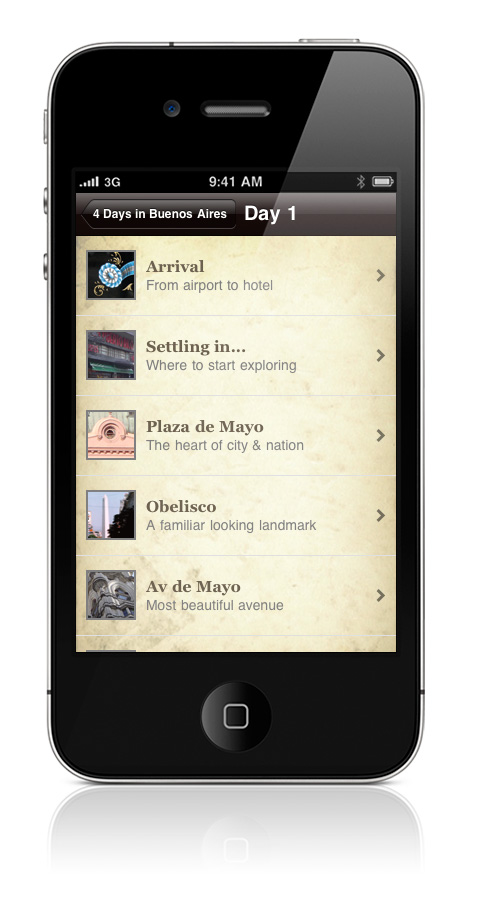 3G
9:41 AM
4 Days in Buenos Aires
Day 1
Arrival
From airport to hotel
Settling in...
Where to start exploring
Plaza de Mayo
The heart of city & nation
Obelisco
A familiar looking landmark
Av de Mayo
Most beautiful avenue